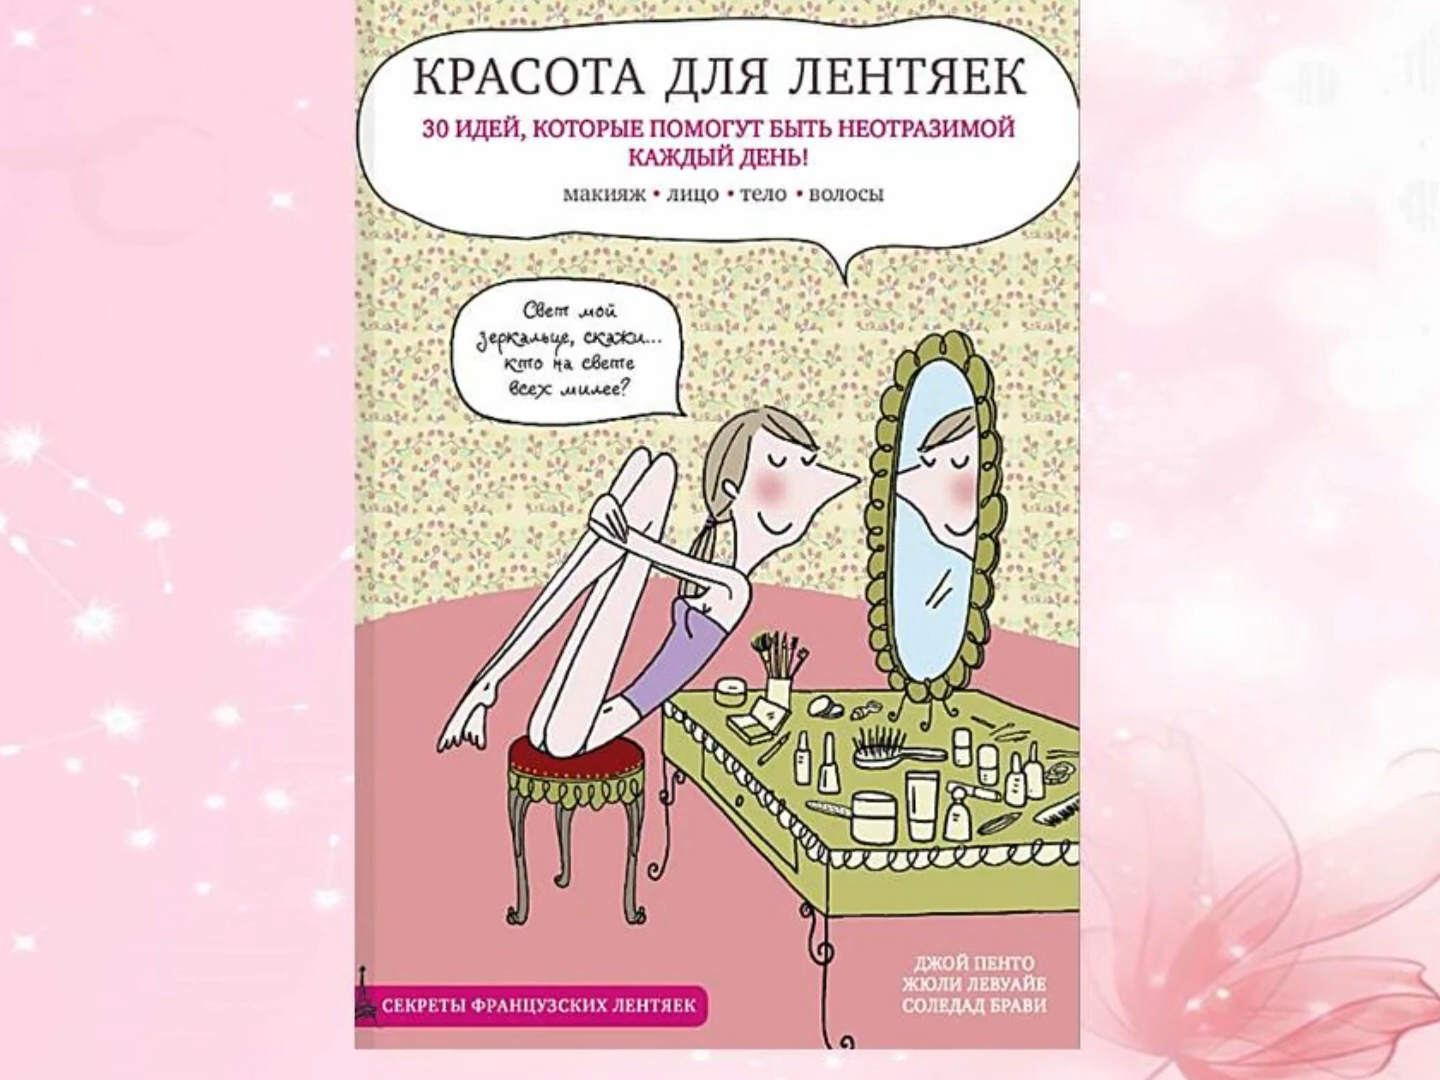 КРАСОТА ДЛЯ ЛЕНТЯЕК
30 ИДЕЙ, КОТОРЫЕ ПОМОГУТ БЫТЬ НЕОТРАЗИМОЙ
КАЖДЫЙ ДЕНЬ!
макияж • лицо • тело • волосы
Свет мой
зеркальце, скажи...
кто на свете
всех милее?
ДЖОЙ ПЕНТО
ЖЮЛИ ЛЕВУАЙЕ
СОЛЕДАД БРАВИ
СЕКРЕТЫ ФРАНЦУЗСКИХ ЛЕНТЯЕК